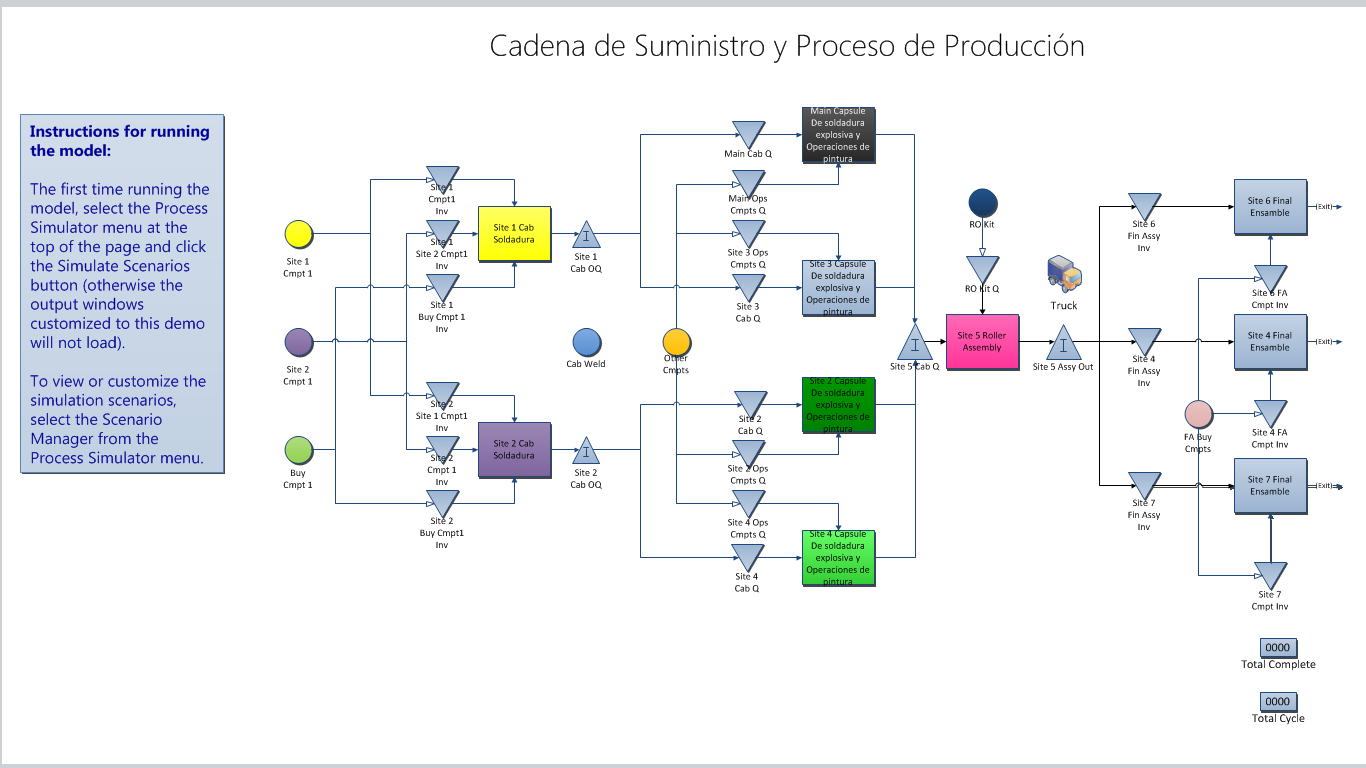 Cadena de Suministro y Proceso de Producción
Instructions for running
the model:
The first time running the
model, select the Process
Simulator menu at the
top of the page and click
the Simulate Scenarios
button (otherwise the
output windows
customized to this demo
will not load).
To view or customize the
simulation scenarios,
select the Scenario
Manager from the
Process Simulator menu.
Site 1
Cmpt 1
Site 2
Cmpt 1
Buy
Cmpt 1
Site 1
Cmpt1
Inv
Site 1
Site 2 Cmpt1
Inv
Site 1
Buy Cmpt 1
Inv
Site 2
Site 1 Cmpt1
Inv
Site 2
Cmpt 1
Inv
Site 2
Buy Cmpt1
Inv
Site 1 Cab
Soldadura
Site 2 Cab
Soldadura
Site 1
Cab OQ
Cab Weld
Site 2
Cab OQ
Other
Cmpts
Main Cab Q
Main Ops
Cmpts Q
Site 3 Ops
Cmpts Q
Site 3
Cab Q
Site 2
Cab Q
Site 2 Ops
Cmpts Q
Site 4 Ops
Cmpts Q
Site 4
Cab Q
Main Capsule
De soldadura
explosiva y
Operaciones de
pintura
Site 3 Capsule
De soldadura
explosiva y
Operaciones de
pintura
Site 2 Capsule
De soldadura
explosiva y
Operaciones de
pintura
Site 4 Capsule
De soldadura
explosiva y
Operaciones de
pintura
Site 5 Cab Q
RO Kit
RO Kit Q
Site 5 Roller
Assembly
Truck
Site 5 Assy Out
Site 6
Fin Assy
Inv
Site 4
Fin Assy
Inv
Site 7
Fin Assy
Inv
FA Buy
Cmpts
Site 6 Final
Ensamble
(Exit)
Site 6 FA
Cmpt Inv
Site 4 Final
Ensamble
(Exit)
Site 4 FA
Cmpt Inv
Site 7 Final
Ensamble
(Exit)
Site 7
Cmpt Inv
0000
Total Complete
0000
Total Cycle